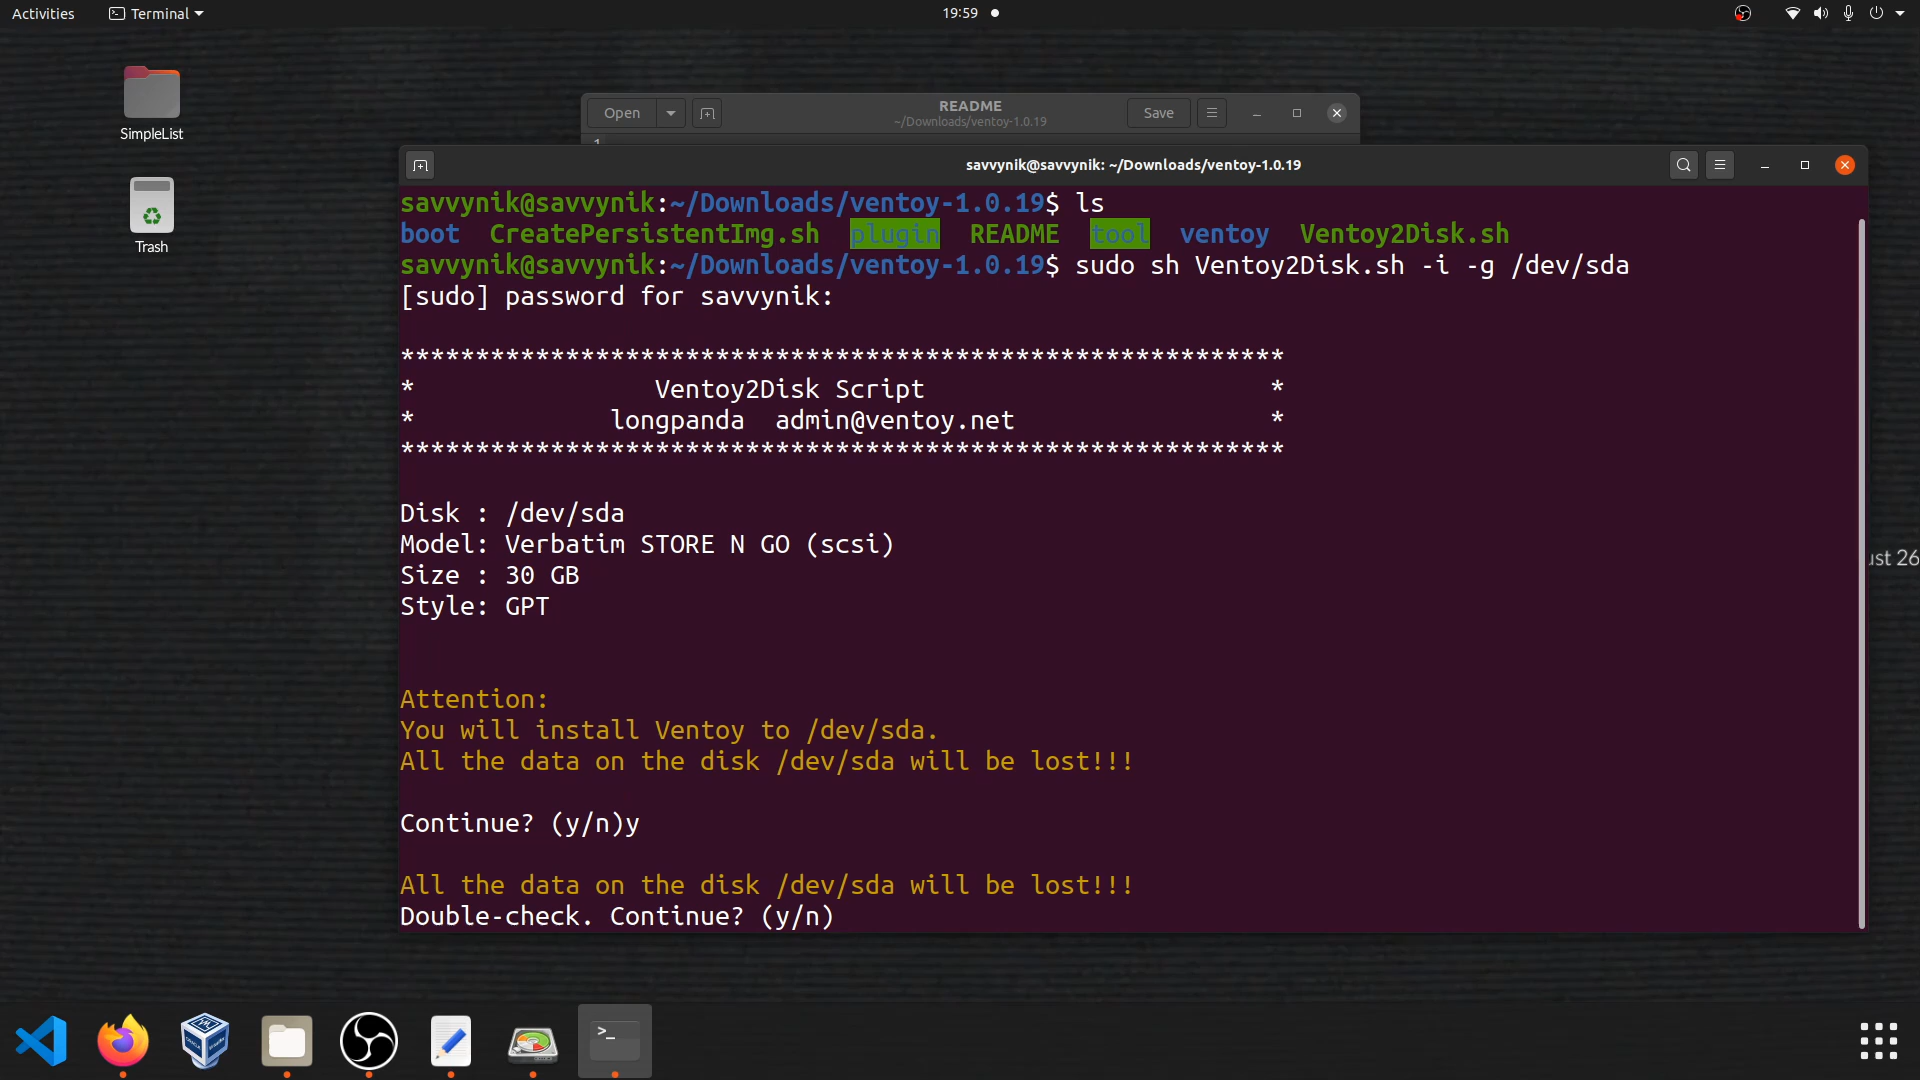 Activities Terminal 19:59
SimpleList
Trash
Open README Save
~/Downloads/ventoy-1.0.19
1
savvynik@savvynik: ~/Downloads/ventoy-1.0.19
savvynik@savvynik:~/Downloads/ventoy-1.0.19$ ls
boot CreatePersistentImg.sh plugin README tool ventoy Ventoy2Disk.sh
savvynik@savvynik:~/Downloads/ventoy-1.0.19$ sudo sh Ventoy2Disk.sh -i -g /dev/sda
[sudo] password for savvynik:
***********************************************************
* Ventoy2Disk Script *
* longpanda admin@ventoy.net *
***********************************************************
Disk : /dev/sda
Model: Verbatim STORE N GO (scsi)
Size : 30 GB
Style: GPT
Attention:
You will install Ventoy to /dev/sda.
All the data on the disk /dev/sda will be lost!!!
Continue? (y/n)y
All the data on the disk /dev/sda will be lost!!!
Double-check. Continue? (y/n)
ust 26